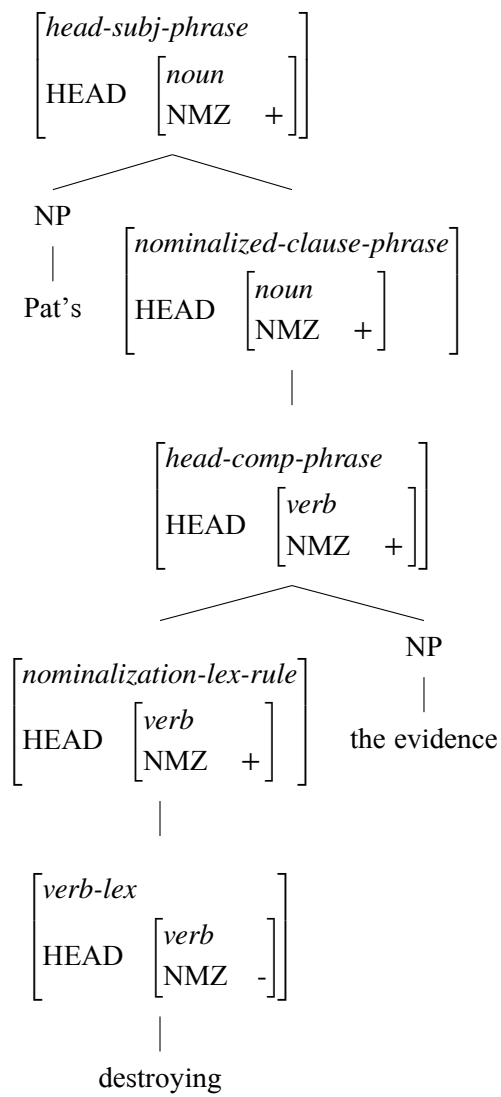 head-subj-phrase
HEAD noun
NMZ +
NP
Pat's
nominalized-clause-phrase
HEAD noun
NMZ +
head-comp-phrase
HEAD verb
NMZ +
nominalization-lex-rule
HEAD verb
NMZ +
NP
the evidence
verb-lex
HEAD verb
NMZ -
destroying